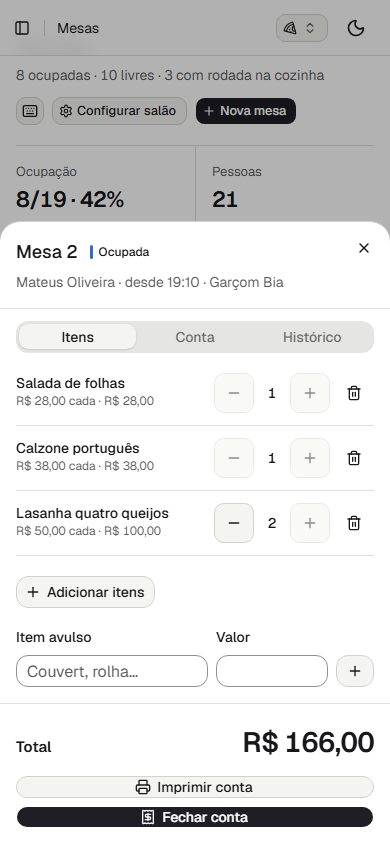 Mesas
8 ocupadas · 10 livres · 3 com rodada na cozinha
Configurar salão
+ Nova mesa
Ocupação
Pessoas
8/19 · 42%
21
Mesa 2
Ocupada
Mateus Oliveira · desde 19:10 · Garçom Bia
Itens
Conta
Histórico
Salada de folhas
R$ 28,00 cada · R$ 28,00
1
Calzone português
R$ 38,00 cada · R$ 38,00
1
Lasanha quatro queijos
R$ 50,00 cada · R$ 100,00
2
+ Adicionar itens
Item avulso
Valor
Couvert, rolha...
Total
R$ 166,00
Imprimir conta
Fechar conta